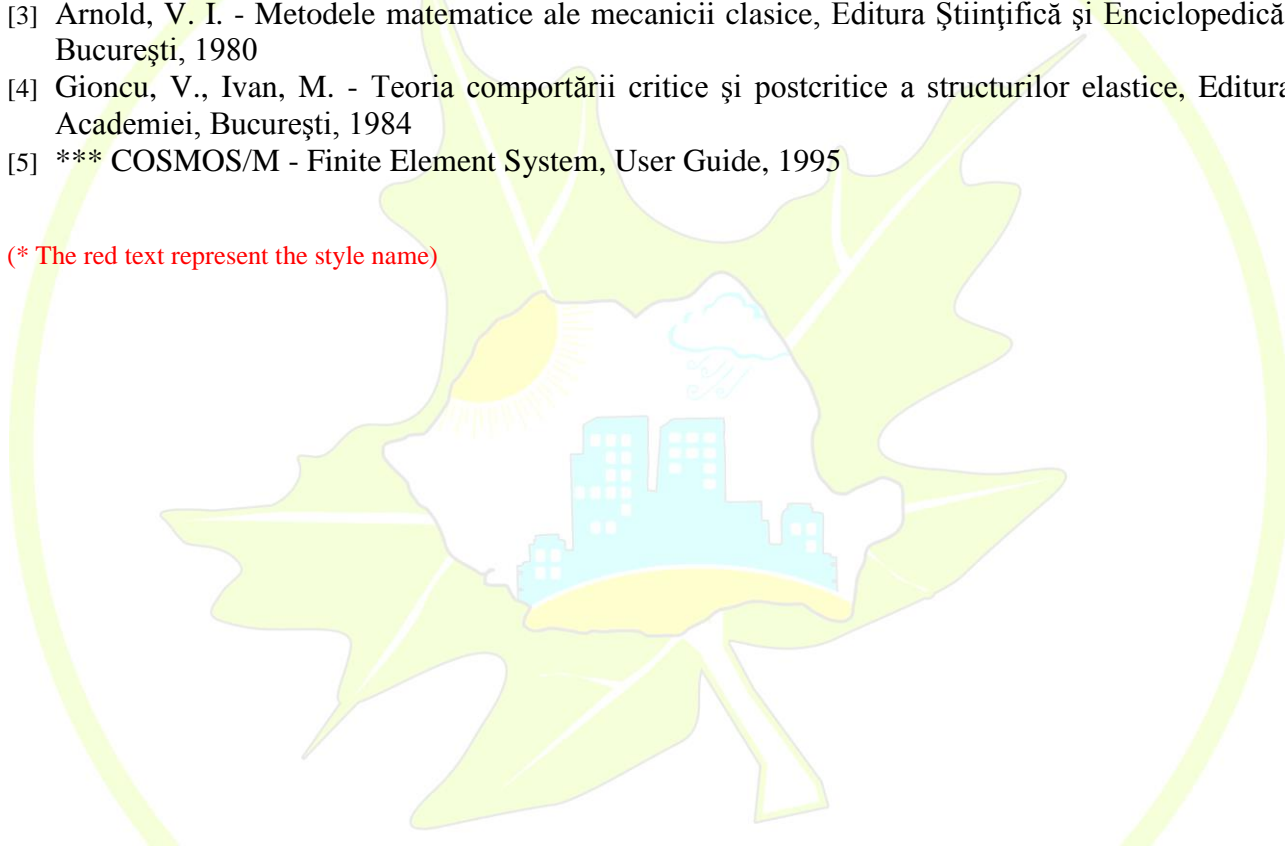 [3] Arnold, V. I. - Metodele matematice ale mecanicii clasice, Editura Ştiinţifică şi Enciclopedică
Bucureşti, 1980
[4] Gioncu, V., Ivan, M. - Teoria comportării critice şi postcritice a structurilor elastice, Editura
Academiei, Bucureşti, 1984
[5] *** COSMOS/M - Finite Element System, User Guide, 1995
(* The red text represent the style name)